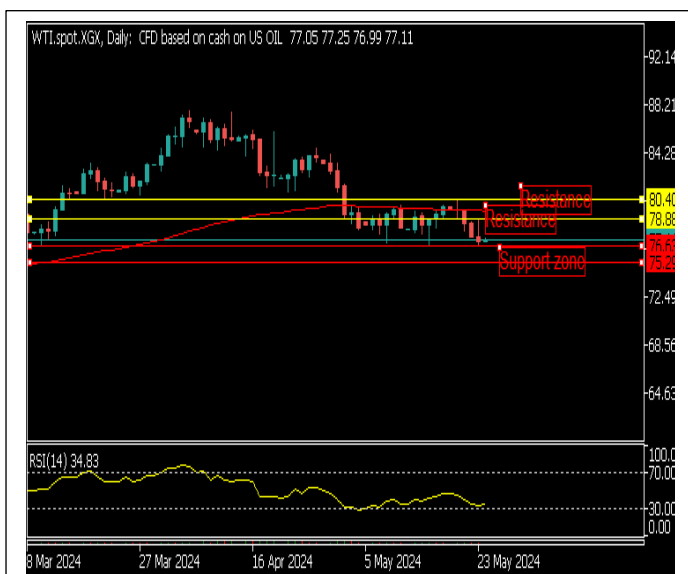 WTI.spot.XGX, Daily: CFD based on cash on US OIL 77.05 77.25 76.99 77.11
92.14
88.21
84.28
Resistance
80.40
Resistance
78.88
76.63
Support zone
75.29
72.49
68.56
64.63
RSI(14) 34.83
100.0
70.00
30.00
0.00
8 Mar 2024
27 Mar 2024
16 Apr 2024
5 May 2024
23 May 2024